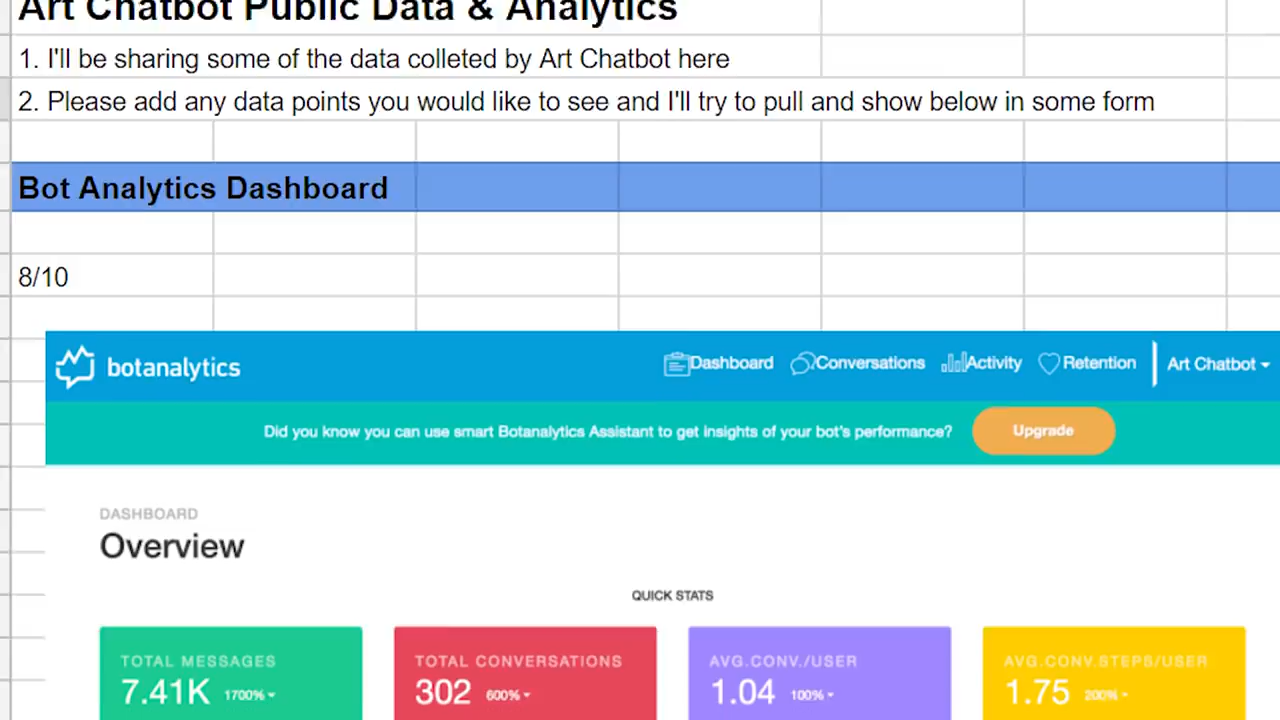 Art Chatbot Public Data & Analytics
1. I'll be sharing some of the data colleted by Art Chatbot here
2. Please add any data points you would like to see and I'll try to pull and show below in some form
Bot Analytics Dashboard
8/10
botanalytics Dashboard Conversations Activity Retention Art Chatbot
Did you know you can use smart Botanalytics Assistant to get insights of your bot's performance? Upgrade
DASHBOARD
Overview
QUICK STATS
TOTAL MESSAGES TOTAL CONVERSATIONS AVG.CONV./USER AVG.CONV.STEPS/USER
7.41K 1700% 302 600% 1.04 100% 1.75 200%